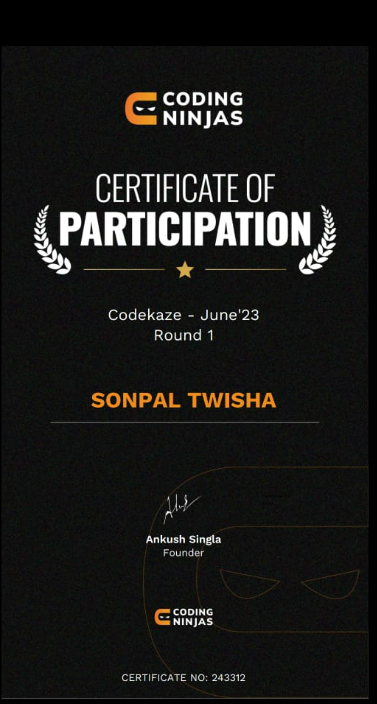 CODING
NINJAS
CERTIFICATE OF
PARTICIPATION
Codekaze - June'23
Round 1
SONPAL TWISHA
Ankush Singla
Founder
CODING
NINJAS
CERTIFICATE NO: 243312